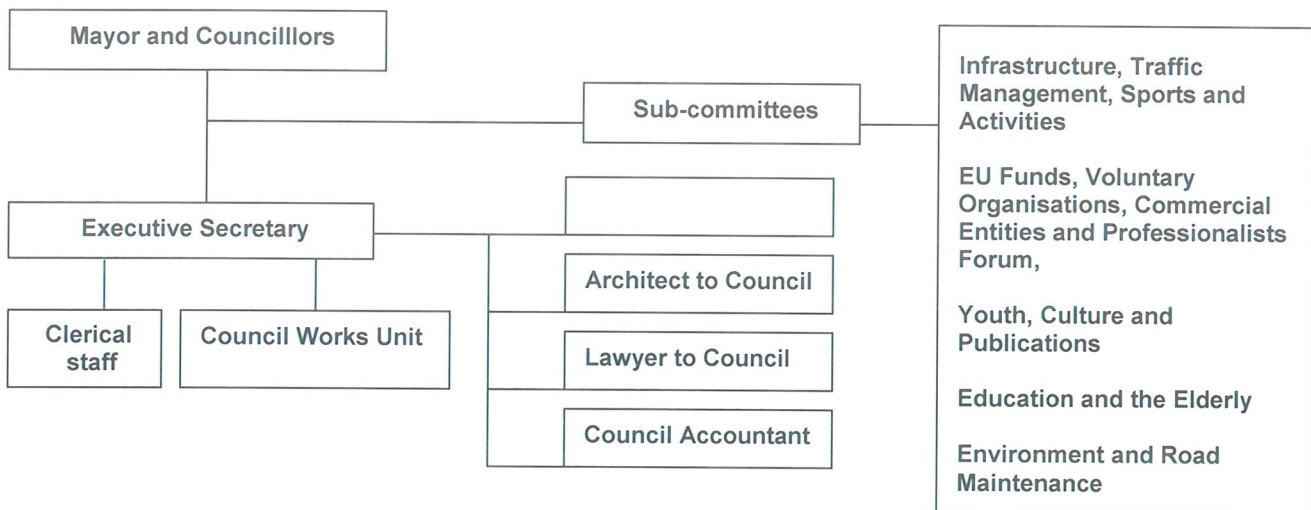 Mayor and Councilllors
Sub-committees
Executive Secretary
Clerical
staff
Council Works Unit
Architect to Council
Lawyer to Council
Council Accountant
Infrastructure, Traffic
Management, Sports and
Activities
EU Funds, Voluntary
Organisations, Commercial
Entities and Professionalists
Forum,
Youth, Culture and
Publications
Education and the Elderly
Environment and Road
Maintenance